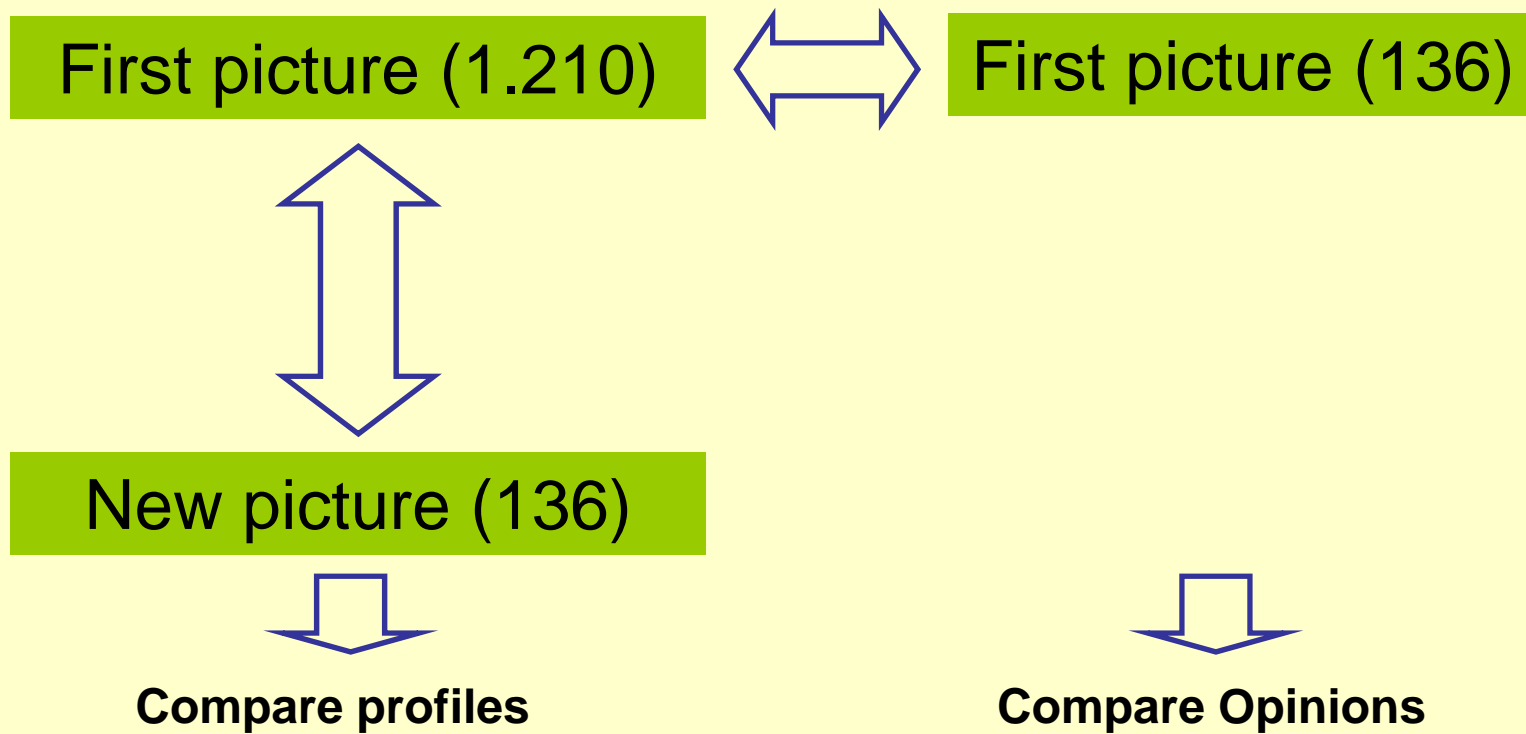 First picture (1.210)
First picture (136)
New picture (136)
Compare profiles
Compare Opinions